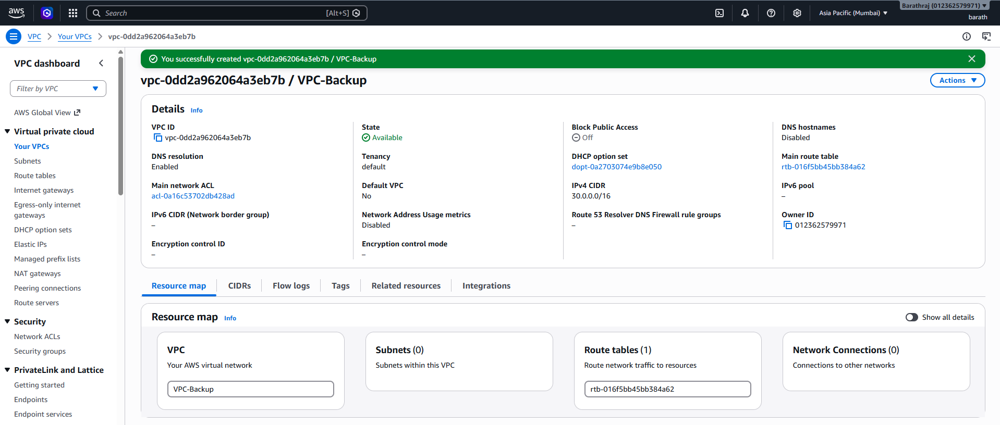 aws
Search [Alt+S]
Asia Pacific (Mumbai)
Barathraj (012362579971)
barath
VPC
Your VPCs
vpc-0dd2a962064a3eb7b
VPC dashboard
Filter by VPC
AWS Global View
Virtual private cloud
Your VPCs
Subnets
Route tables
Internet gateways
Egress-only internet
gateways
DHCP option sets
Elastic IPs
Managed prefix lists
NAT gateways
Peering connections
Route servers
Security
Network ACLs
Security groups
PrivateLink and Lattice
Getting started
Endpoints
Endpoint services
You successfully created vpc-0dd2a962064a3eb7b / VPC-Backup
vpc-0dd2a962064a3eb7b / VPC-Backup
Actions
Details Info
VPC ID
vpc-0dd2a962064a3eb7b
State
Available
Block Public Access
Off
DNS hostnames
Disabled
DNS resolution
Enabled
Tenancy
default
DHCP option set
dopt-0a2703074e9b8e050
Main route table
rtb-016f5bb45bb384a62
Main network ACL
acl-0a16c53702db428ad
Default VPC
No
IPv4 CIDR
30.0.0.0/16
IPv6 pool
–
IPv6 CIDR (Network border group)
–
Network Address Usage metrics
Disabled
Route 53 Resolver DNS Firewall rule groups
–
Owner ID
012362579971
Encryption control ID
–
Encryption control mode
–
Resource map
CIDRs
Flow logs
Tags
Related resources
Integrations
Resource map Info
Show all details
VPC
Your AWS virtual network
VPC-Backup
Subnets (0)
Subnets within this VPC
Route tables (1)
Route network traffic to resources
rtb-016f5bb45bb384a62
Network Connections (0)
Connections to other networks